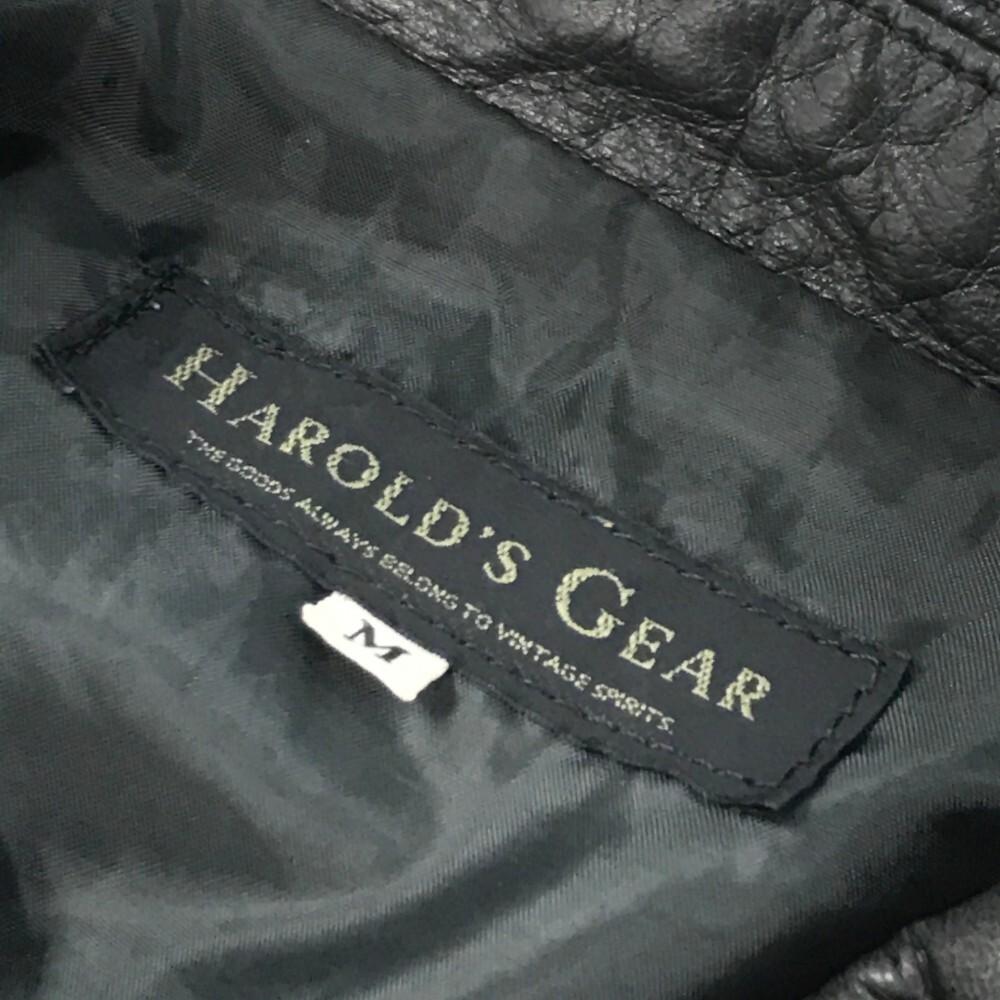 HAROLD'S GEAR
THE GOODS ALWAYS BELONG TO VINTAGE SPIRITS.
M